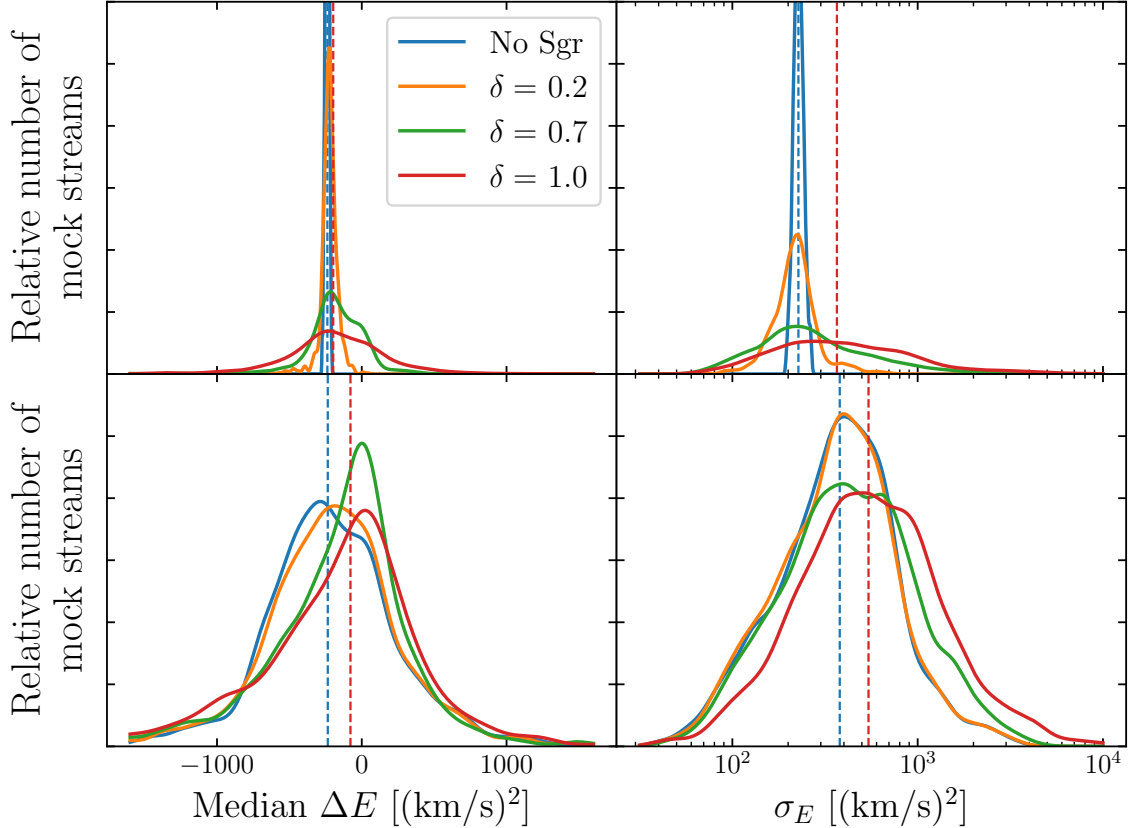 Relative number of
mock streams
No Sgr
δ = 0.2
δ = 0.7
δ = 1.0
Relative number of
mock streams
−1000 0 1000
10² 10³ 10⁴
Median ΔE [(km/s)²]
σ_E [(km/s)²]